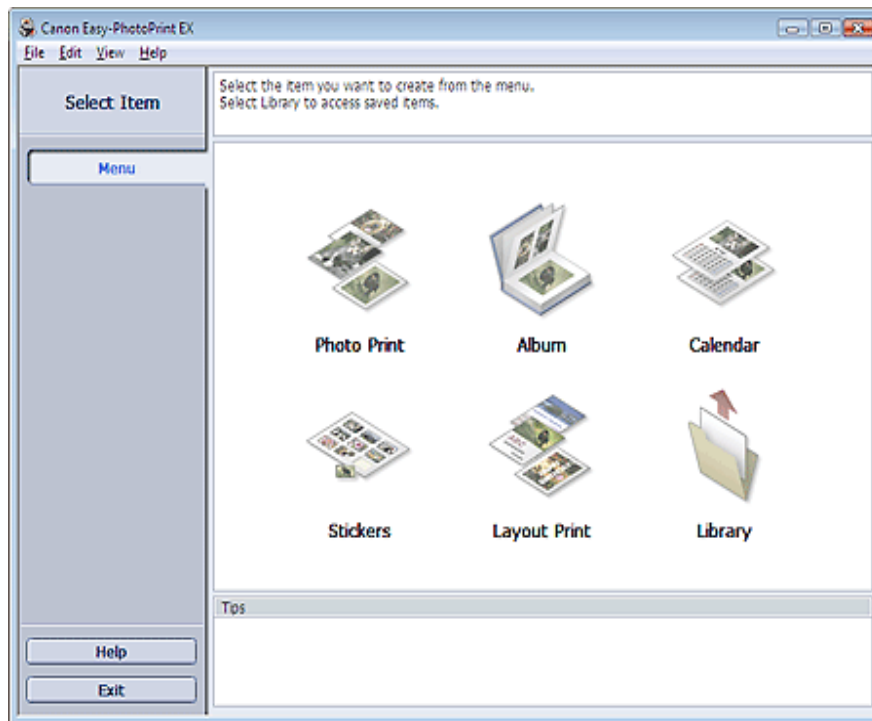 Canon Easy-PhotoPrint EX
File Edit View Help
Select Item
Select the item you want to create from the menu.
Select Library to access saved items.
Menu
Photo Print
Album
Calendar
Stickers
Layout Print
Library
Tips
Help
Exit